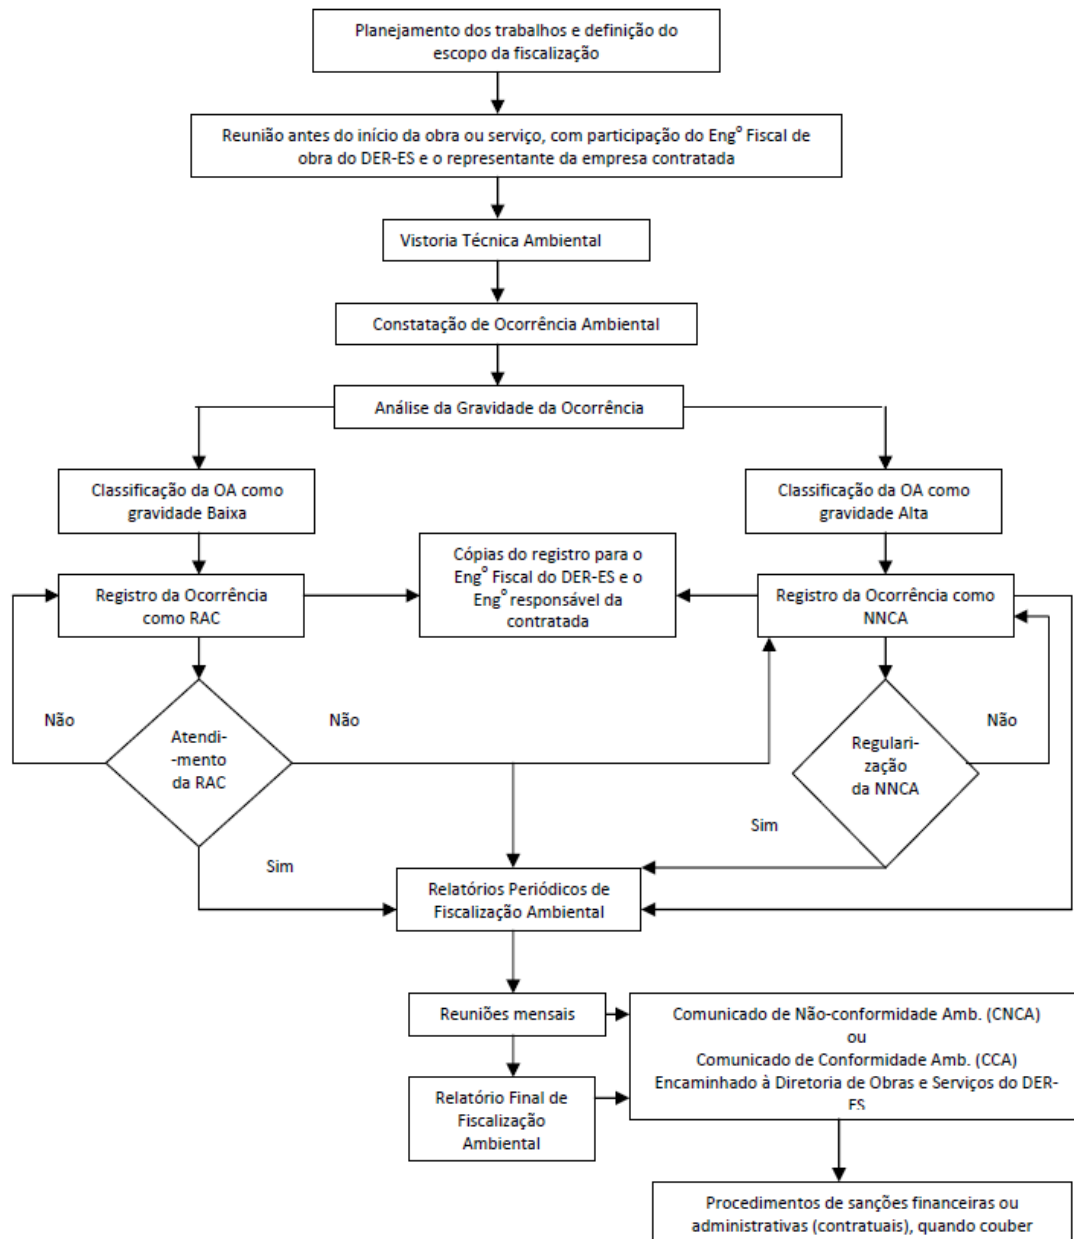 Planejamento dos trabalhos e definição do
escopo da fiscalização
Reunião antes do início da obra ou serviço, com participação do Engº Fiscal de
obra do DER-ES e o representante da empresa contratada
Vistoria Técnica Ambiental
Constatação de Ocorrência Ambiental
Análise da Gravidade da Ocorrência
Classificação da OA como
gravidade Baixa
Classificação da OA como
gravidade Alta
Registro da Ocorrência
como RAC
Cópias do registro para o
Engº Fiscal do DER-ES e o
Engº responsável da
contratada
Registro da Ocorrência como
NNCA
Não
Atendi-
-mento
da RAC
Não
Regulari-
zação
da NNCA
Não
Sim
Sim
Relatórios Periódicos de
Fiscalização Ambiental
Reuniões mensais
Comunicado de Não-conformidade Amb. (CNCA)
ou
Comunicado de Conformidade Amb. (CCA)
Encaminhado à Diretoria de Obras e Serviços do DER-
ES
Relatório Final de
Fiscalização
Ambiental
Procedimentos de sanções financeiras ou
administrativas (contratuais), quando couber